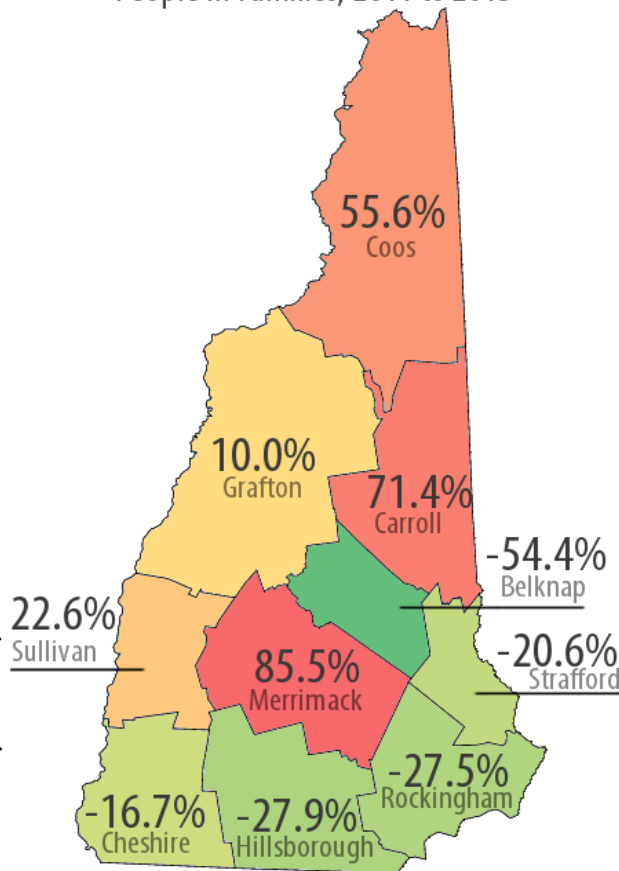 55.6%
Coos
10.0%
Grafton
71.4%
Carroll
-54.4%
Belknap
22.6%
Sullivan
85.5%
Merrimack
-20.6%
Strafford
-16.7%
Cheshire
-27.9%
Hillsborough
-27.5%
Rockingham